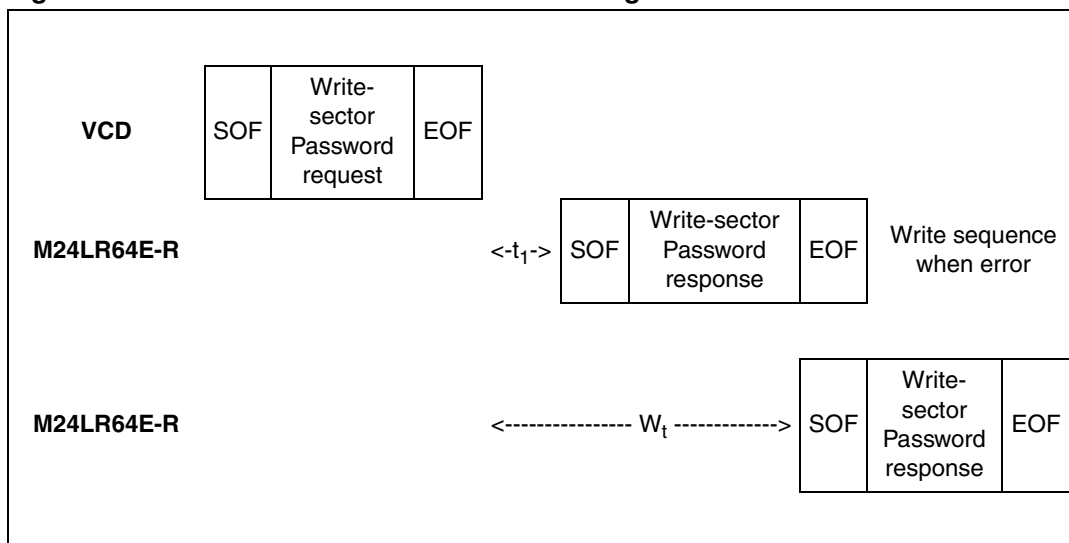 VCD
SOF
Write-
sector
Password
request
EOF
M24LR64E-R
<-t₁->
SOF
Write-sector
Password
response
EOF
Write sequence
when error
M24LR64E-R
<---------------- Wₜ ------------->
SOF
Write-
sector
Password
response
EOF